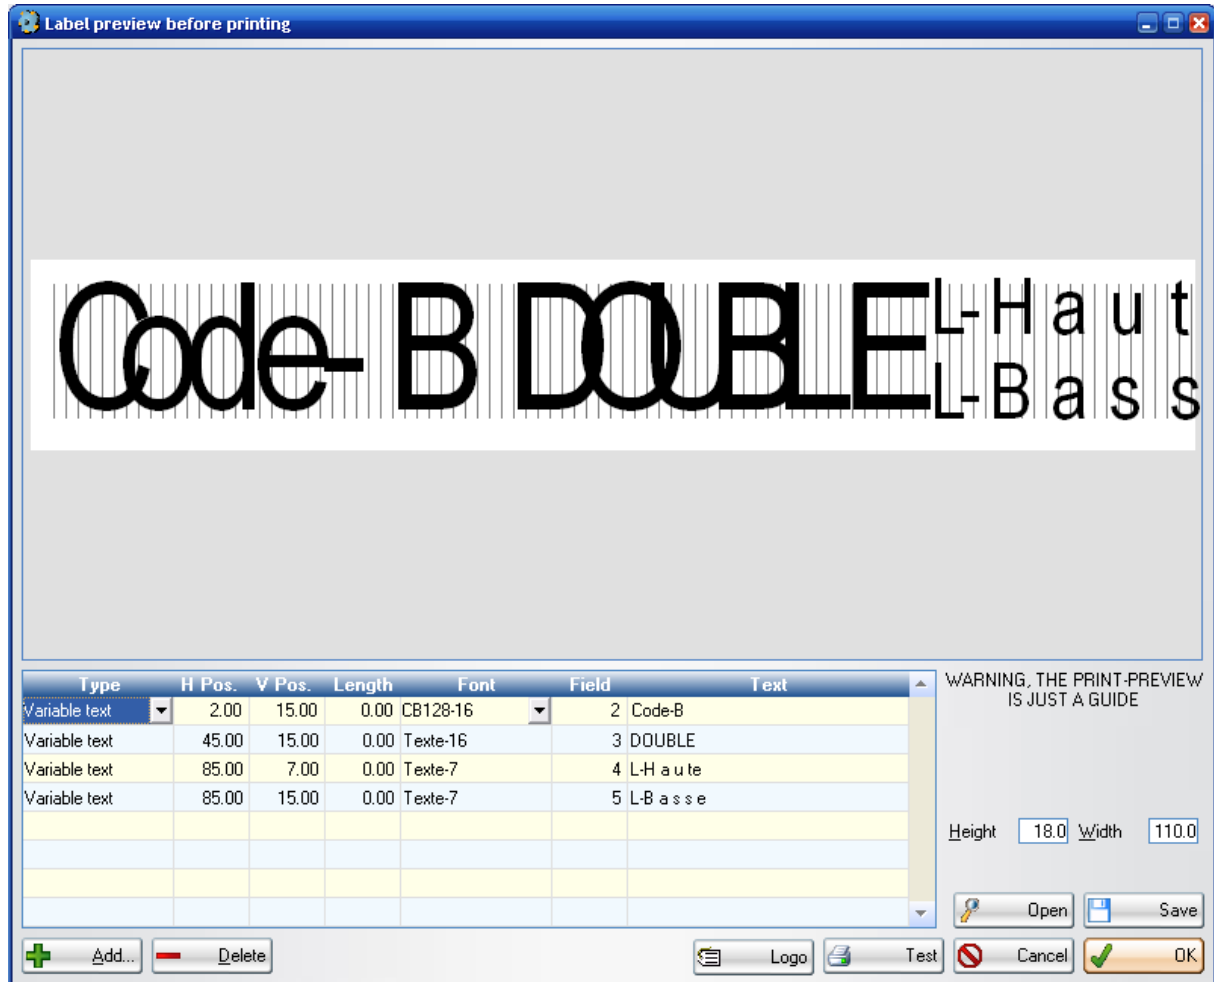 Label preview before printing
Code- B DOUBLE
L-H a u t
L-B a s s
Type H Pos. V Pos. Length Font Field Text
Variable text 2.00 15.00 0.00 CB128-16 2 Code-B
Variable text 45.00 15.00 0.00 Texte-16 3 DOUBLE
Variable text 85.00 7.00 0.00 Texte-7 4 L-H a u te
Variable text 85.00 15.00 0.00 Texte-7 5 L-B a s s e
WARNING, THE PRINT-PREVIEW
IS JUST A GUIDE
Height 18.0 Width 110.0
Open Save
Add... Delete Logo Test Cancel OK